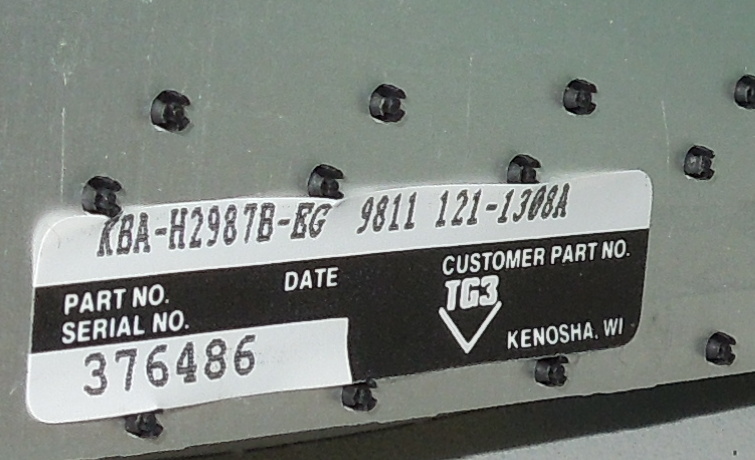 KBA-H2987B-EG 9811 121-1308A
PART NO. DATE CUSTOMER PART NO.
SERIAL NO. TG3
376486 KENOSHA, WI